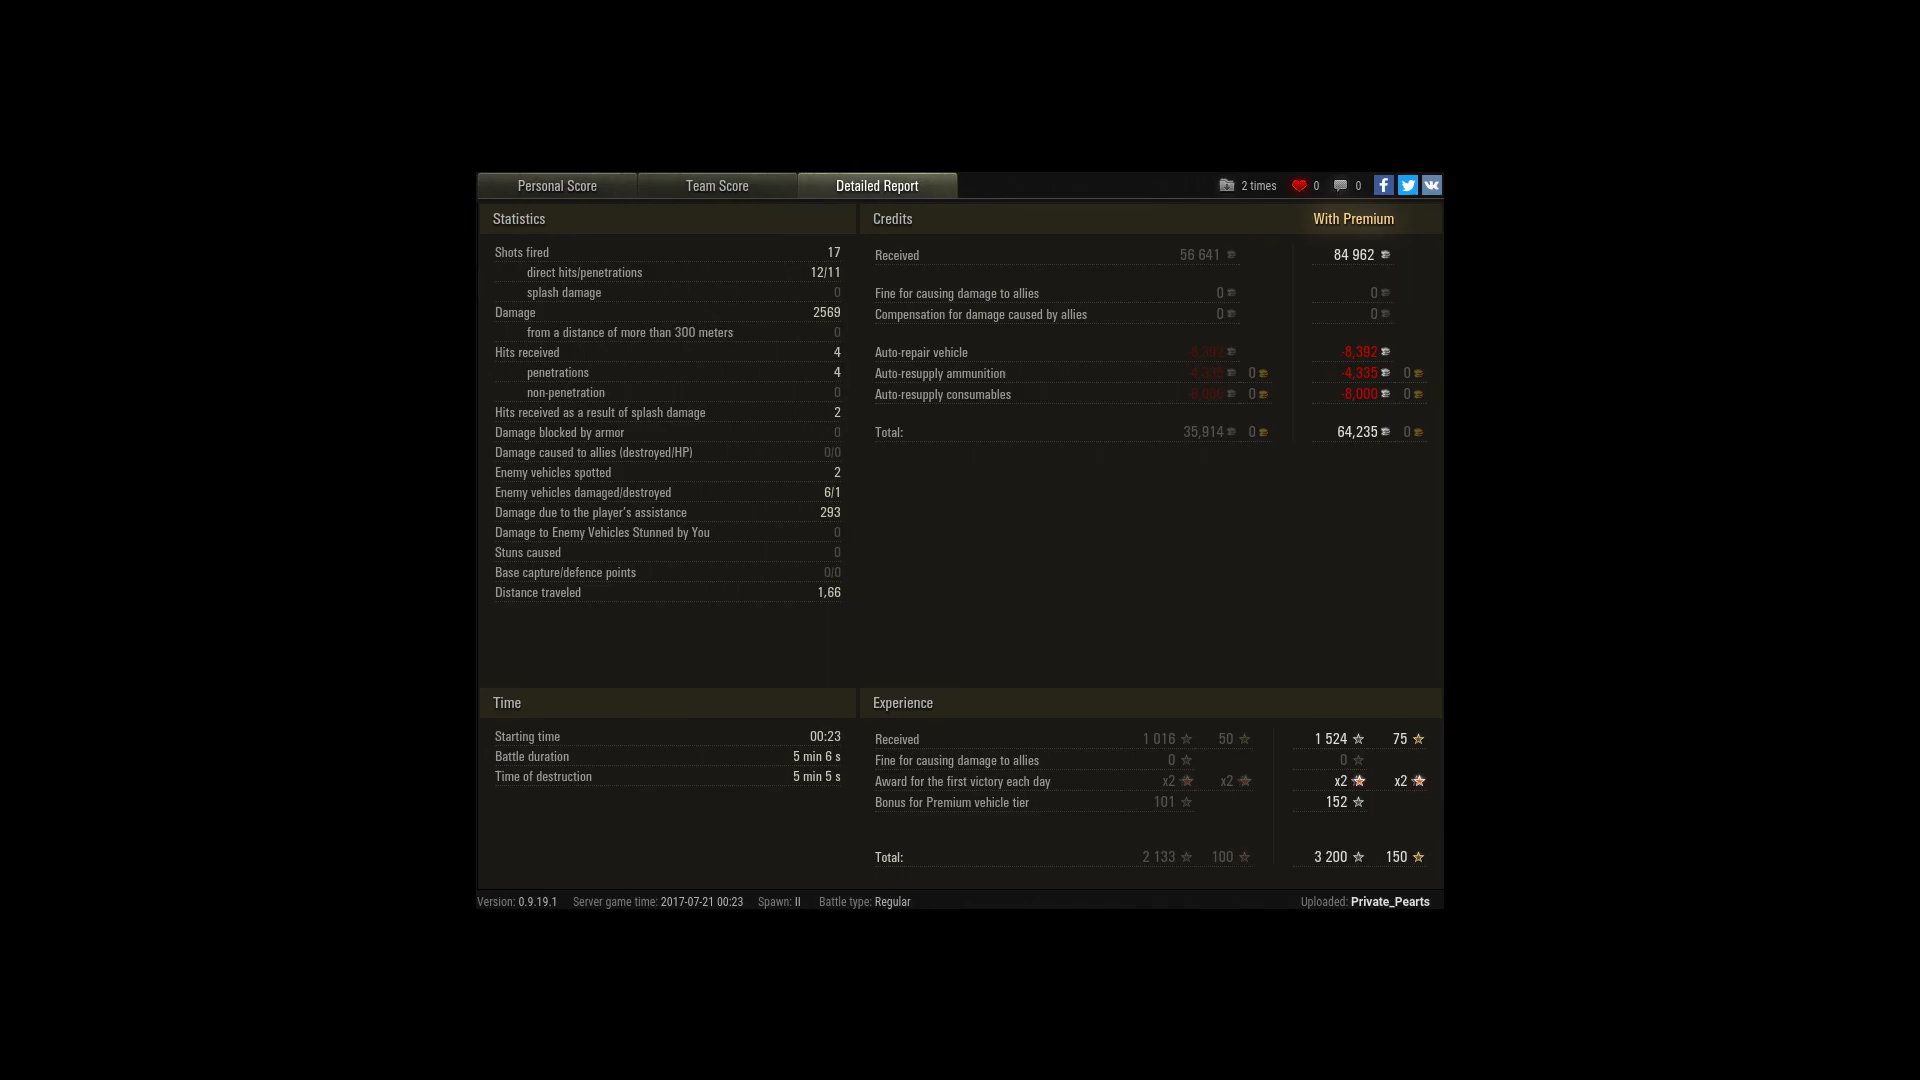 Personal Score Team Score Detailed Report 2 times 0 0
Statistics
Shots fired 17
direct hits/penetrations 12/11
splash damage 0
Damage 2569
from a distance of more than 300 meters 0
Hits received 4
penetrations 4
non-penetration 0
Hits received as a result of splash damage 2
Damage blocked by armor 0
Damage caused to allies (destroyed/HP) 0/0
Enemy vehicles spotted 2
Enemy vehicles damaged/destroyed 6/1
Damage due to the player's assistance 293
Damage to Enemy Vehicles Stunned by You 0
Stuns caused 0
Base capture/defence points 0/0
Distance traveled 1,66
Credits With Premium
Received 56 641 84 962
Fine for causing damage to allies 0 0
Compensation for damage caused by allies 0 0
Auto-repair vehicle -8,392 -8,392
Auto-resupply ammunition -4,335 0 -4,335 0
Auto-resupply consumables -8,000 0 -8,000 0
Total: 35,914 0 64,235 0
Time
Starting time 00:23
Battle duration 5 min 6 s
Time of destruction 5 min 5 s
Experience
Received 1 016 50 1 524 75
Fine for causing damage to allies 0 0
Award for the first victory each day x2 x2 x2 x2
Bonus for Premium vehicle tier 101 152
Total: 2 133 100 3 200 150
Version: 0.9.19.1 Server game time: 2017-07-21 00:23 Spawn: II Battle type: Regular Uploaded: Private_Pearts